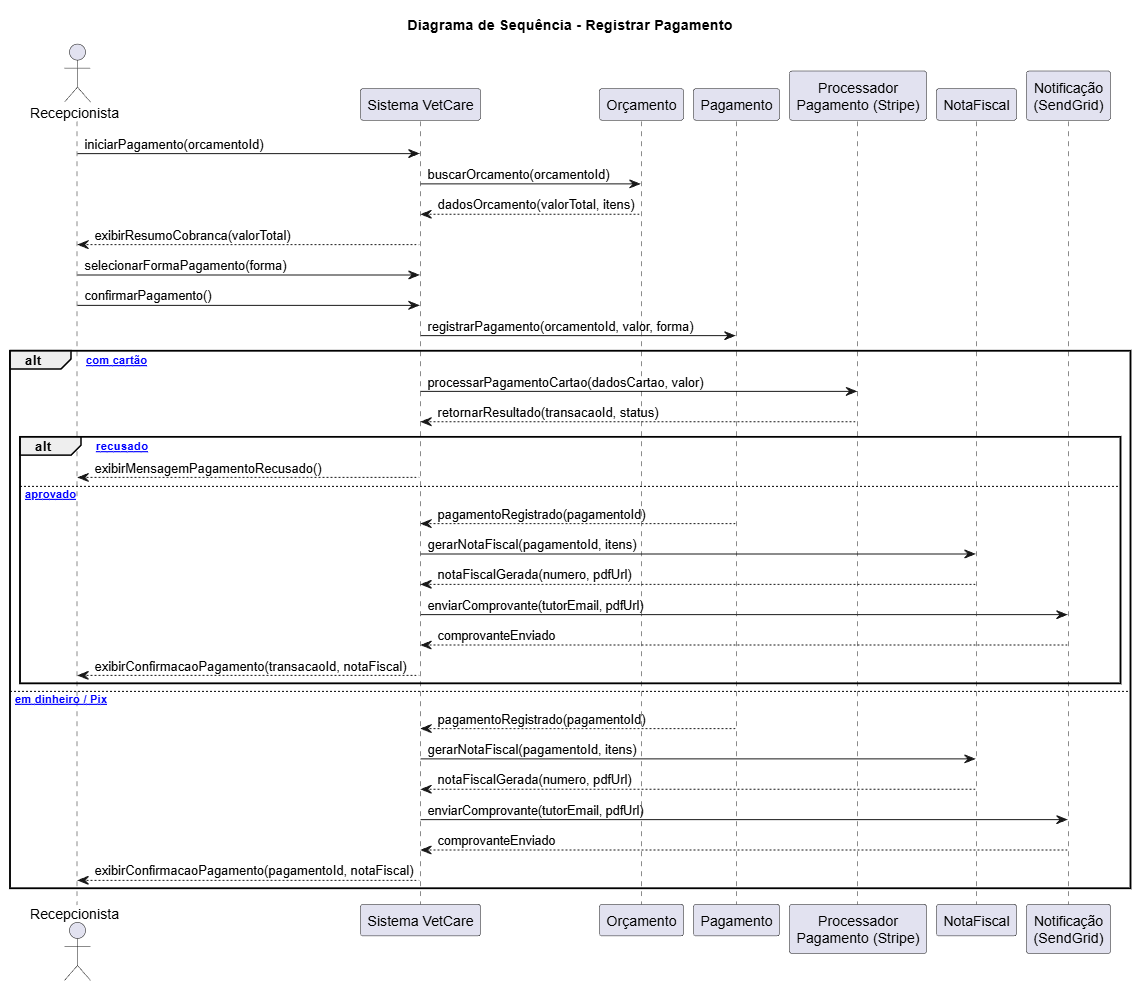 Diagrama de Sequência - Registrar Pagamento
Recepcionista
Sistema VetCare
Orçamento
Pagamento
Processador
Pagamento (Stripe)
NotaFiscal
Notificação
(SendGrid)
iniciarPagamento(orcamentoId)
buscarOrcamento(orcamentoId)
dadosOrcamento(valorTotal, itens)
exibirResumoCobranca(valorTotal)
selecionarFormaPagamento(forma)
confirmarPagamento()
registrarPagamento(orcamentoId, valor, forma)
alt
com cartão
processarPagamentoCartao(dadosCartao, valor)
retornarResultado(transacaoId, status)
alt
recusado
exibirMensagemPagamentoRecusado()
aprovado
pagamentoRegistrado(pagamentoId)
gerarNotaFiscal(pagamentoId, itens)
notaFiscalGerada(numero, pdfUrl)
enviarComprovante(tutorEmail, pdfUrl)
comprovanteEnviado
exibirConfirmacaoPagamento(transacaoId, notaFiscal)
em dinheiro / Pix
pagamentoRegistrado(pagamentoId)
gerarNotaFiscal(pagamentoId, itens)
notaFiscalGerada(numero, pdfUrl)
enviarComprovante(tutorEmail, pdfUrl)
comprovanteEnviado
exibirConfirmacaoPagamento(pagamentoId, notaFiscal)
Recepcionista
Sistema VetCare
Orçamento
Pagamento
Processador
Pagamento (Stripe)
NotaFiscal
Notificação
(SendGrid)